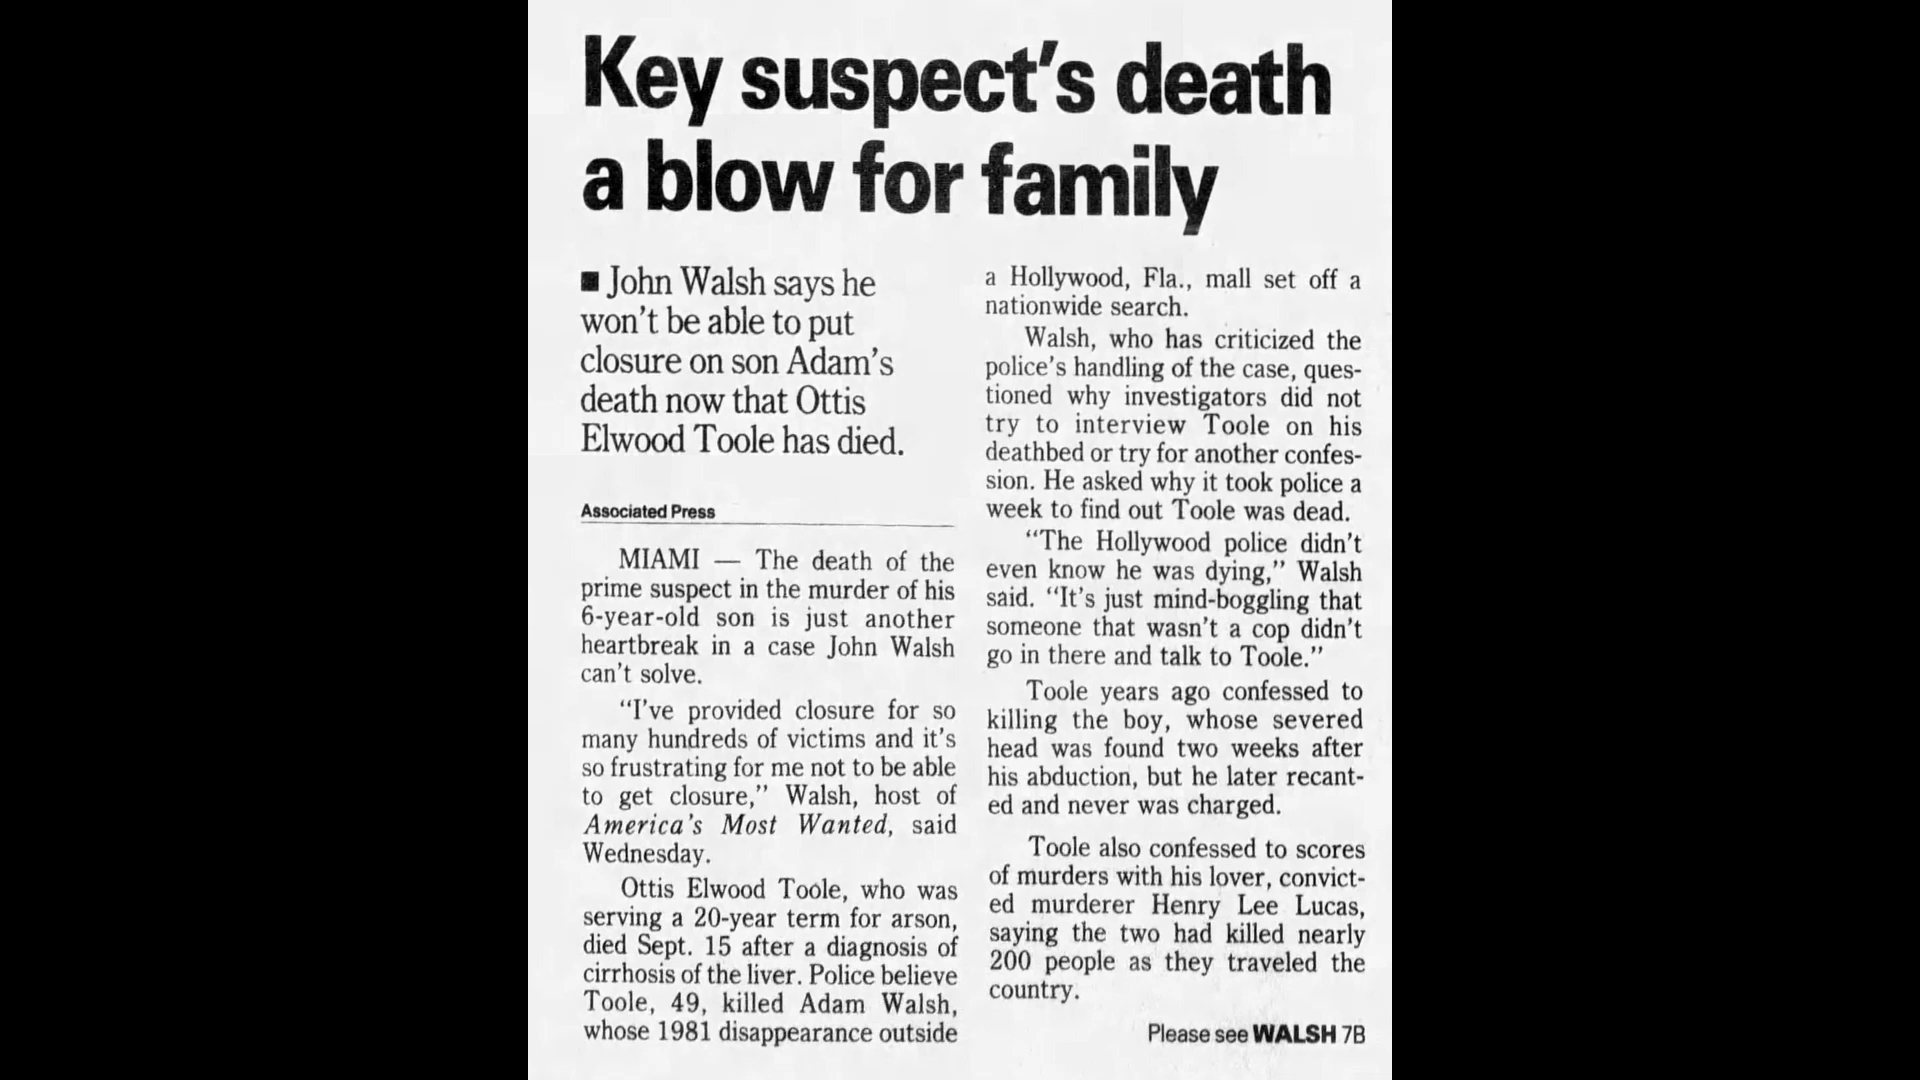 Key suspect's death
a blow for family
■ John Walsh says he
won't be able to put
closure on son Adam's
death now that Ottis
Elwood Toole has died.
Associated Press
MIAMI — The death of the
prime suspect in the murder of his
6-year-old son is just another
heartbreak in a case John Walsh
can't solve.
"I've provided closure for so
many hundreds of victims and it's
so frustrating for me not to be able
to get closure," Walsh, host of
America's Most Wanted, said
Wednesday.
Ottis Elwood Toole, who was
serving a 20-year term for arson,
died Sept. 15 after a diagnosis of
cirrhosis of the liver. Police believe
Toole, 49, killed Adam Walsh,
whose 1981 disappearance outside
a Hollywood, Fla., mall set off a
nationwide search.
Walsh, who has criticized the
police's handling of the case, ques-
tioned why investigators did not
try to interview Toole on his
deathbed or try for another confes-
sion. He asked why it took police a
week to find out Toole was dead.
"The Hollywood police didn't
even know he was dying," Walsh
said. "It's just mind-boggling that
someone that wasn't a cop didn't
go in there and talk to Toole."
Toole years ago confessed to
killing the boy, whose severed
head was found two weeks after
his abduction, but he later recant-
ed and never was charged.
Toole also confessed to scores
of murders with his lover, convict-
ed murderer Henry Lee Lucas,
saying the two had killed nearly
200 people as they traveled the
country.
Please see WALSH 7B